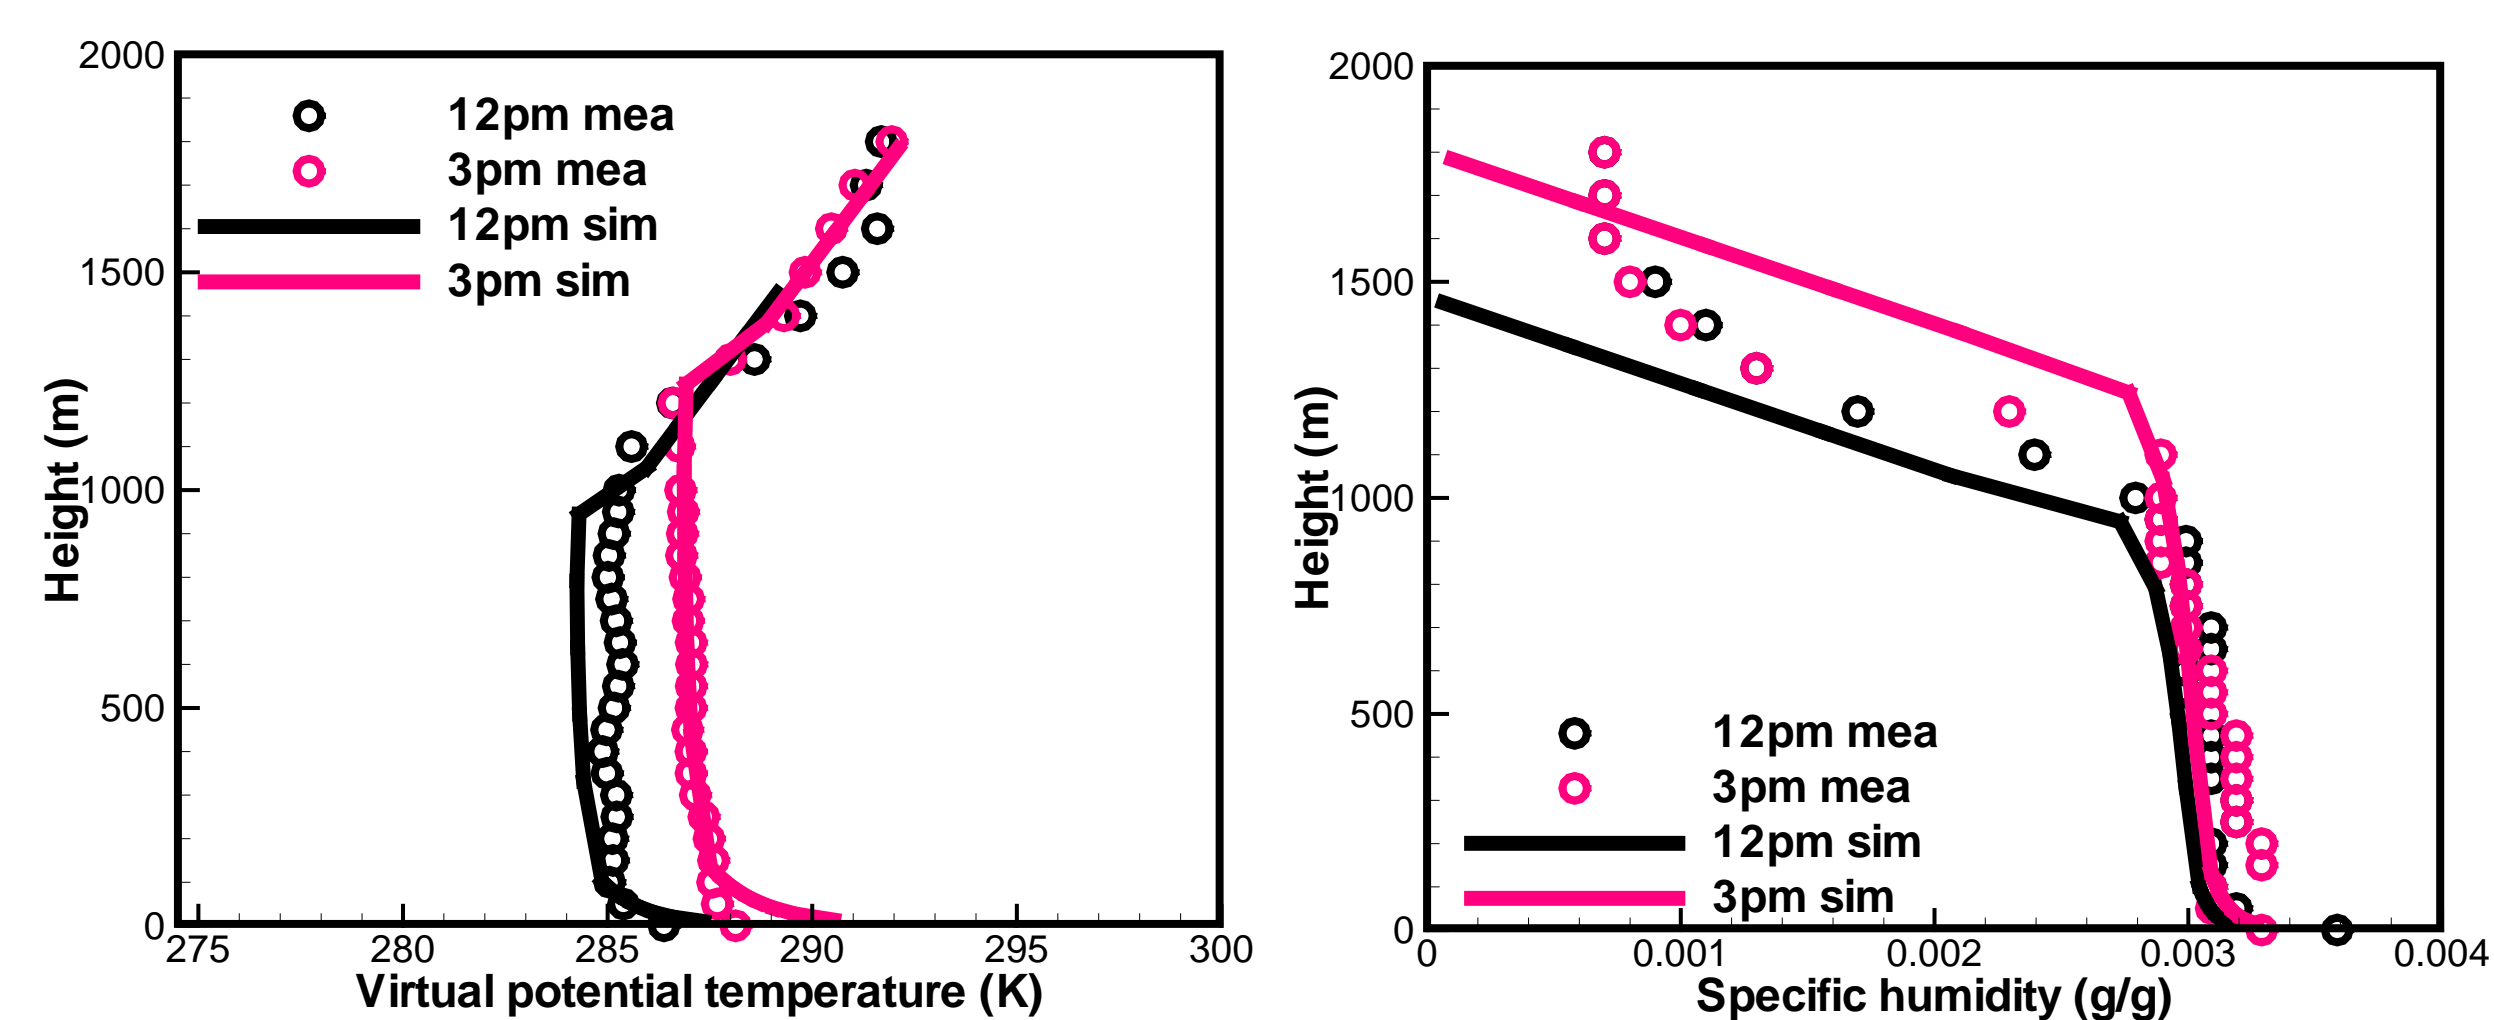 2000
1500
1000
500
0
Height (m)
12pm mea
3pm mea
12pm sim
3pm sim
275
280
285
290
295
300
Virtual potential temperature (K)
2000
1500
1000
500
0
Height (m)
12pm mea
3pm mea
12pm sim
3pm sim
0
0.001
0.002
0.003
0.004
Specific humidity (g/g)